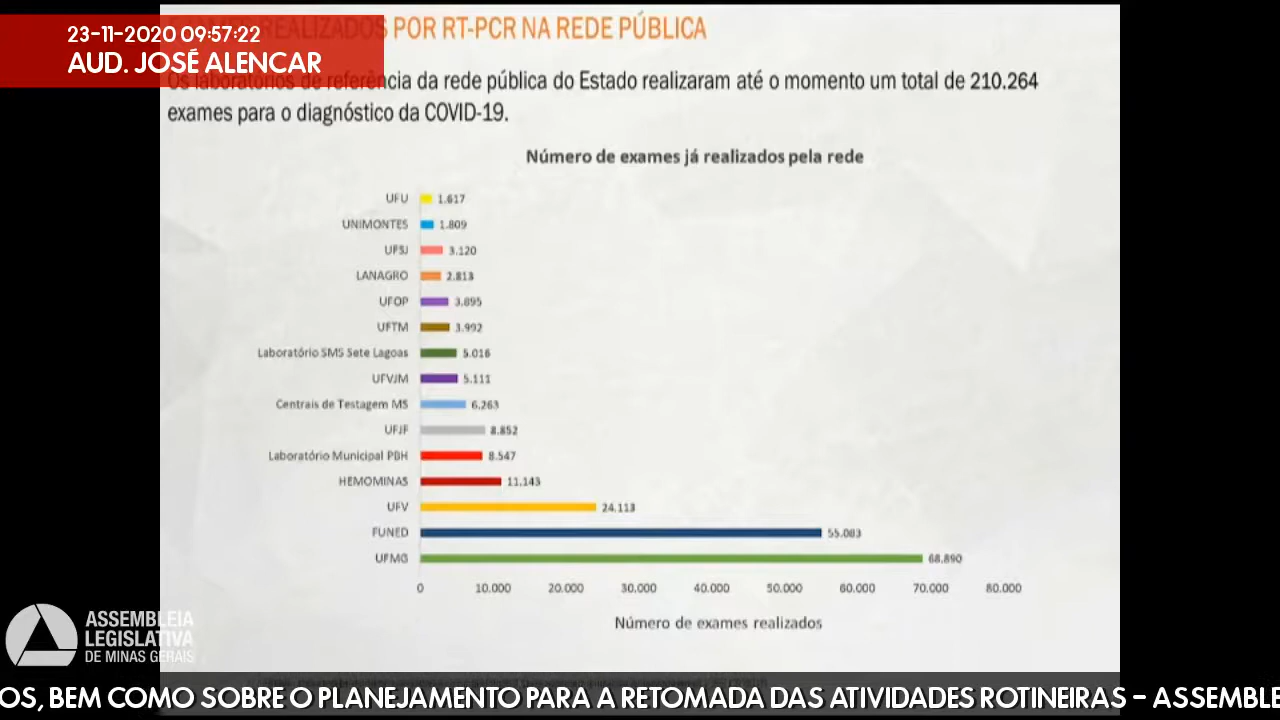 23-11-2020 09:57:22
AUD. JOSÉ ALENCAR
REALIZADOS POR RT-PCR NA REDE PÚBLICA
Os laboratórios de referência da rede pública do Estado realizaram até o momento um total de 210.264
exames para o diagnóstico da COVID-19.
Número de exames já realizados pela rede
UFU 1.617
UNIMONTES 1.809
UFSJ 3.120
LANAGRO 2.813
UFOP 3.895
UFTM 3.992
Laboratório SMS Sete Lagoas 5.016
UFVJM 5.111
Centrais de Testagem MS 6.263
UFJF 8.852
Laboratório Municipal PBH 8.547
HEMOMINAS 11.143
UFV 24.113
FUNED 55.083
UFMG 68.890
0 10.000 20.000 30.000 40.000 50.000 60.000 70.000 80.000
Número de exames realizados
ASSEMBLEIA
LEGISLATIVA
DE MINAS GERAIS
OS, BEM COMO SOBRE O PLANEJAMENTO PARA A RETOMADA DAS ATIVIDADES ROTINEIRAS – ASSEMBLE